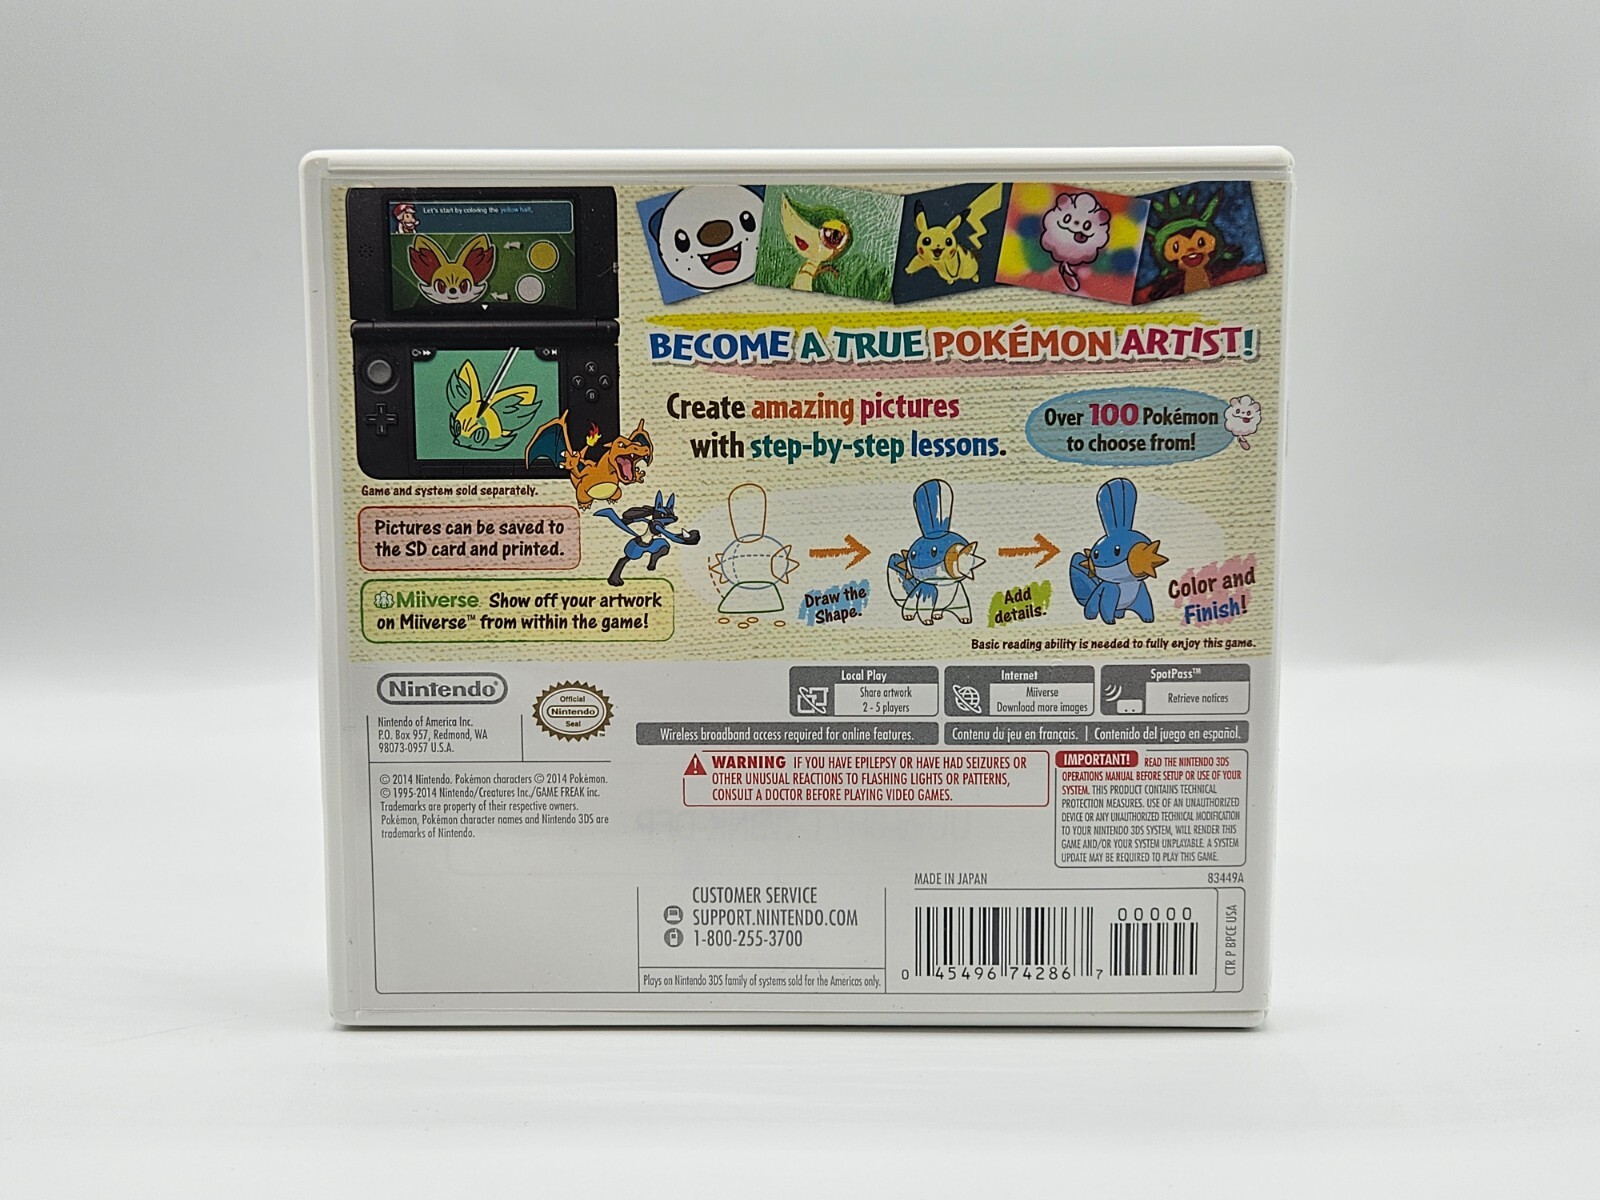 Let's start by coloring the yellow half,
BECOME A TRUE POKÉMON ARTIST!
Create amazing pictures
with step-by-step lessons.
Over 100 Pokémon
to choose from!
X
Y
A
B
Game and system sold separately.
Pictures can be saved to
the SD card and printed.
Miiverse. Show off your artwork
on Miiverse™ from within the game!
Draw the
Shape.
Add
details.
Color and
Finish!
Basic reading ability is needed to fully enjoy this game.
Nintendo®
Official
Nintendo
Seal
Nintendo of America Inc.
P.O. Box 957, Redmond, WA
98073-0957 U.S.A.
Local Play
Share artwork
2 - 5 players
Internet
Miiverse
Download more images
SpotPass™
Retrieve notices
Wireless broadband access required for online features.
Contenu du jeu en français. | Contenido del juego en español.
© 2014 Nintendo. Pokémon characters © 2014 Pokémon.
© 1995-2014 Nintendo/Creatures Inc./GAME FREAK inc.
Trademarks are property of their respective owners.
Pokémon, Pokémon character names and Nintendo 3DS are
trademarks of Nintendo.
WARNING IF YOU HAVE EPILEPSY OR HAVE HAD SEIZURES OR
OTHER UNUSUAL REACTIONS TO FLASHING LIGHTS OR PATTERNS,
CONSULT A DOCTOR BEFORE PLAYING VIDEO GAMES.
IMPORTANT! READ THE NINTENDO 3DS
OPERATIONS MANUAL BEFORE SETUP OR USE OF YOUR
SYSTEM. THIS PRODUCT CONTAINS TECHNICAL
PROTECTION MEASURES. USE OF AN UNAUTHORIZED
DEVICE OR ANY UNAUTHORIZED TECHNICAL MODIFICATION
TO YOUR NINTENDO 3DS SYSTEM, WILL RENDER THIS
GAME AND/OR YOUR SYSTEM UNPLAYABLE. A SYSTEM
UPDATE MAY BE REQUIRED TO PLAY THIS GAME.
MADE IN JAPAN
83449A
CUSTOMER SERVICE
SUPPORT.NINTENDO.COM
1-800-255-3700
Plays on Nintendo 3DS family of systems sold for the Americas only.
00000
0 45496 74286 7
CTR P BPCE USA